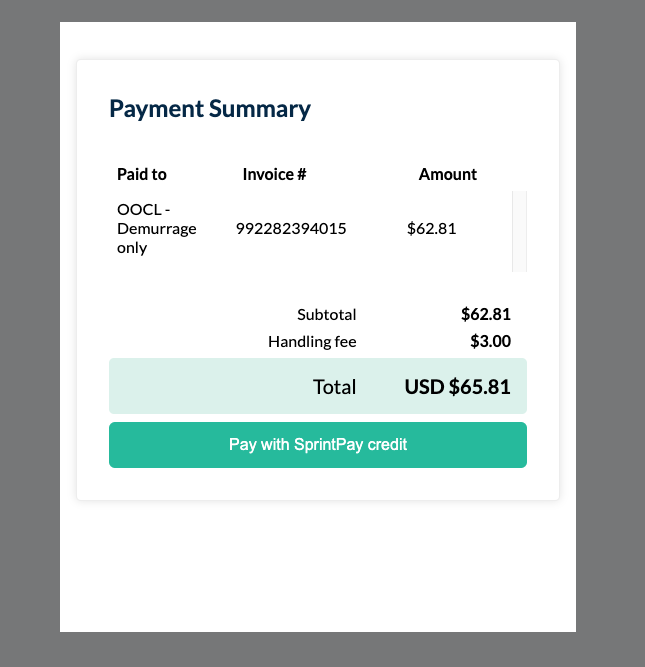 Payment Summary
Paid to Invoice # Amount
OOCL -
Demurrage
only
992282394015
$62.81
Subtotal $62.81
Handling fee $3.00
Total USD $65.81
Pay with SprintPay credit